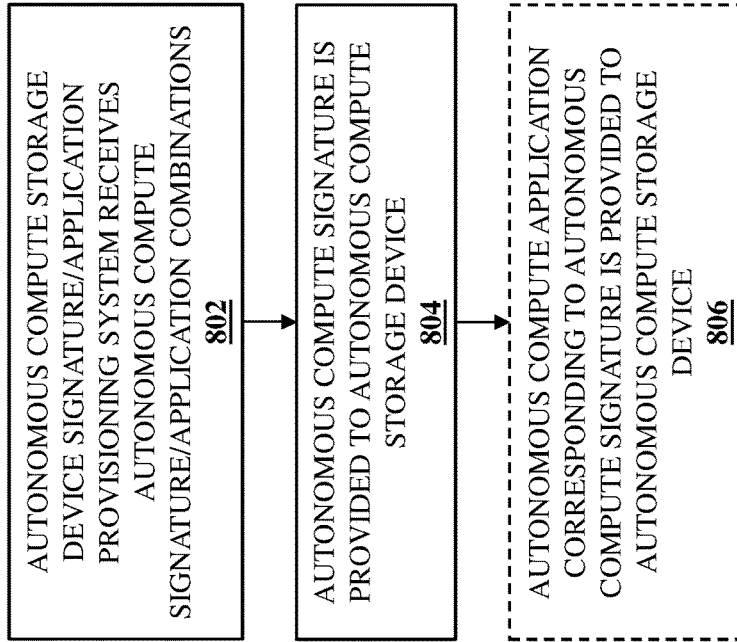 AUTONOMOUS COMPUTE STORAGE
DEVICE SIGNATURE/APPLICATION
PROVISIONING SYSTEM RECEIVES
AUTONOMOUS COMPUTE
SIGNATURE/APPLICATION COMBINATIONS
802
AUTONOMOUS COMPUTE SIGNATURE IS
PROVIDED TO AUTONOMOUS COMPUTE
STORAGE DEVICE
804
AUTONOMOUS COMPUTE APPLICATION
CORRESPONDING TO AUTONOMOUS
COMPUTE SIGNATURE IS PROVIDED TO
AUTONOMOUS COMPUTE STORAGE
DEVICE
806